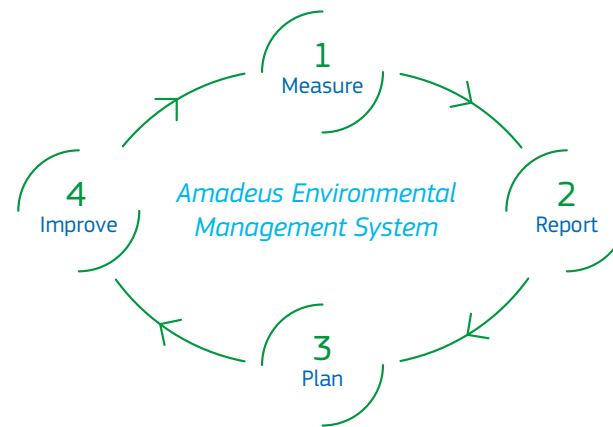 1
Measure
2
Report
3
Plan
4
Improve
Amadeus Environmental
Management System